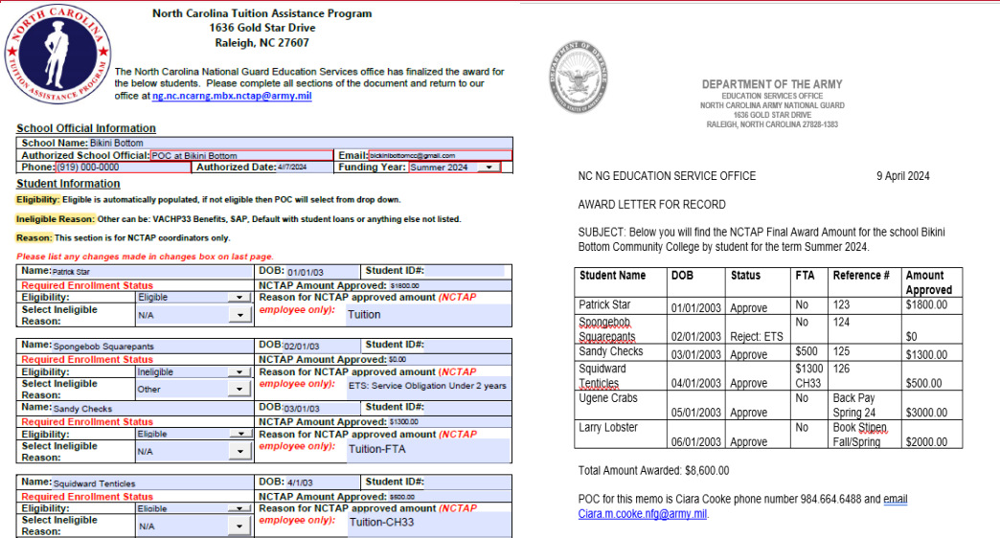 NORTH CAROLINA
TUITION ASSISTANCE PROGRAM
North Carolina Tuition Assistance Program
1636 Gold Star Drive
Raleigh, NC 27607
The North Carolina National Guard Education Services office has finalized the award for
the below students. Please complete all sections of the document and return to our
office at ng.nc.ncarng.mbx.nctap@army.mil
School Official Information
School Name: Bikini Bottom
Authorized School Official: POC at Bikini Bottom Email: bickinibottomcc@gmail.com
Phone: (919) 000-0000 Authorized Date: 4//7/2024 Funding Year: Summer 2024
Student Information
Eligibility: Eligible is automatically populated, if not eligible then POC will select from drop down.
Ineligible Reason: Other can be: VACHP33 Benefits, SAP, Default with student loans or anything else not listed.
Reason: This section is for NCTAP coordinators only.
Please list any changes made in changes box on last page.
Name: Patrick Star DOB: 01/01/03 Student ID#:
Required Enrollment Status NCTAP Amount Approved: $1800.00
Eligibility: Eligible Reason for NCTAP approved amount (NCTAP
Select Ineligible N/A employee only): Tuition
Reason:
Name: Spongebob Squarepants DOB: 02/01/03 Student ID#:
Required Enrollment Status NCTAP Amount Approved: $0.00
Eligibility: Ineligible Reason for NCTAP approved amount (NCTAP
Select Ineligible Other employee only): ETS: Service Obligation Under 2 years
Reason:
Name: Sandy Checks DOB: 03/01/03 Student ID#:
Required Enrollment Status NCTAP Amount Approved: $1300.00
Eligibility: Eligible Reason for NCTAP approved amount (NCTAP
Select Ineligible N/A employee only): Tuition-FTA
Reason:
Name: Squidward Tenticles DOB: 4/1/03 Student ID#:
Required Enrollment Status NCTAP Amount Approved:
Eligibility: Eligible Reason for NCTAP approved amount (NCTAP
Select Ineligible N/A employee only): Tuition-CH33
Reason:
DEPARTMENT OF THE ARMY
EDUCATION SERVICES OFFICE
NORTH CAROLINA ARMY NATIONAL GUARD
1636 GOLD STAR DRIVE
RALEIGH, NORTH CAROLINA 27828-1383
NC NG EDUCATION SERVICE OFFICE 9 April 2024
AWARD LETTER FOR RECORD
SUBJECT: Below you will find the NCTAP Final Award Amount for the school Bikini
Bottom Community College by student for the term Summer 2024.
Student Name DOB Status FTA Reference # Amount
Approved
Patrick Star 01/01/2003 Approve No 123 $1800.00
Spongebob No 124
Squarepants 02/01/2003 Reject: ETS $0
Sandy Checks 03/01/2003 Approve $500 125 $1300.00
Squidward $1300 126
Tenticles 04/01/2003 Approve CH33 $500.00
Ugene Crabs No Back Pay
05/01/2003 Approve Spring 24 $3000.00
Larry Lobster No Book Stipen
06/01/2003 Approve Fall/Spring $2000.00
Total Amount Awarded: $8,600.00
POC for this memo is Ciara Cooke phone number 984.664.6488 and email
Ciara.m.cooke.nfg@army.mil.